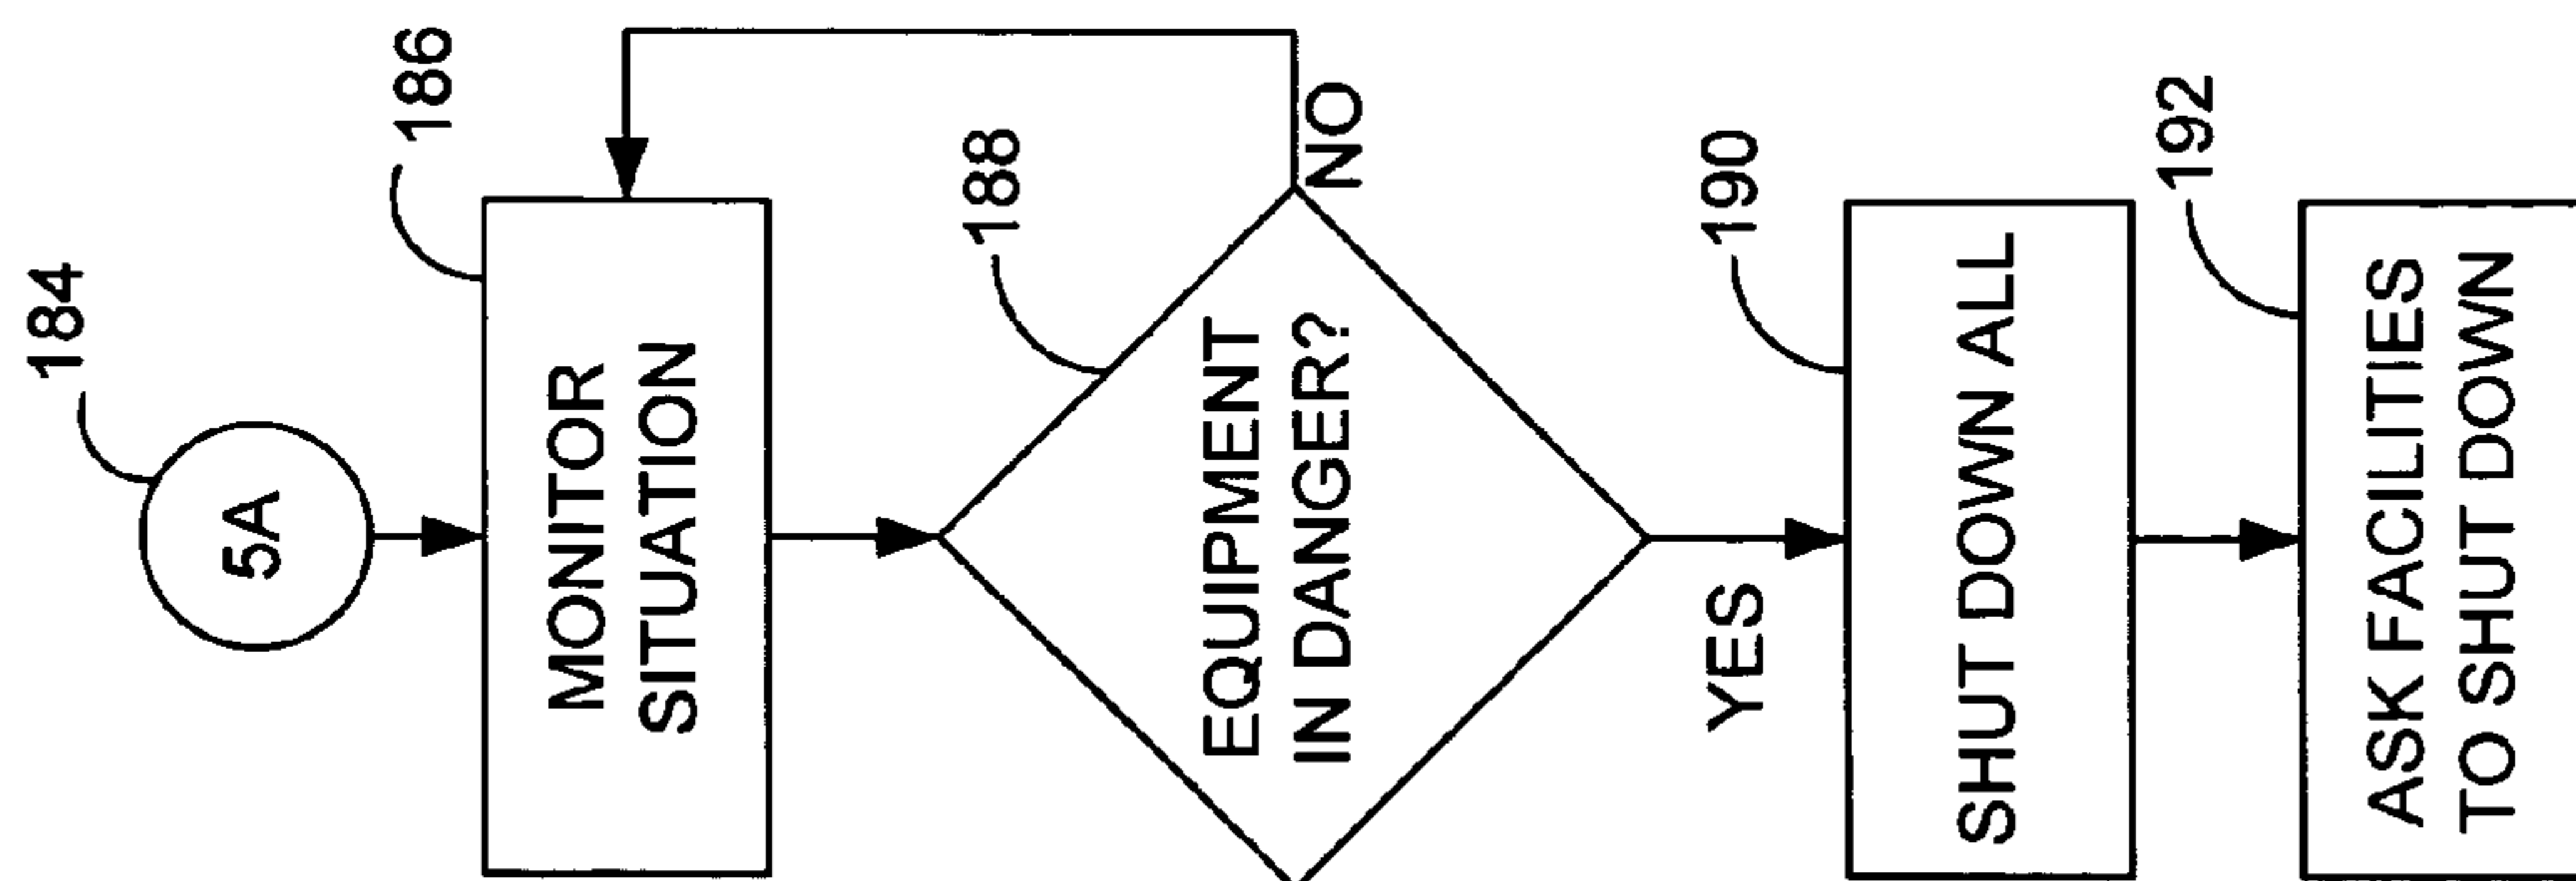 184
5A
186
MONITOR
SITUATION
188
EQUIPMENT
IN DANGER?
NO
YES
190
SHUT DOWN ALL
192
ASK FACILITIES
TO SHUT DOWN